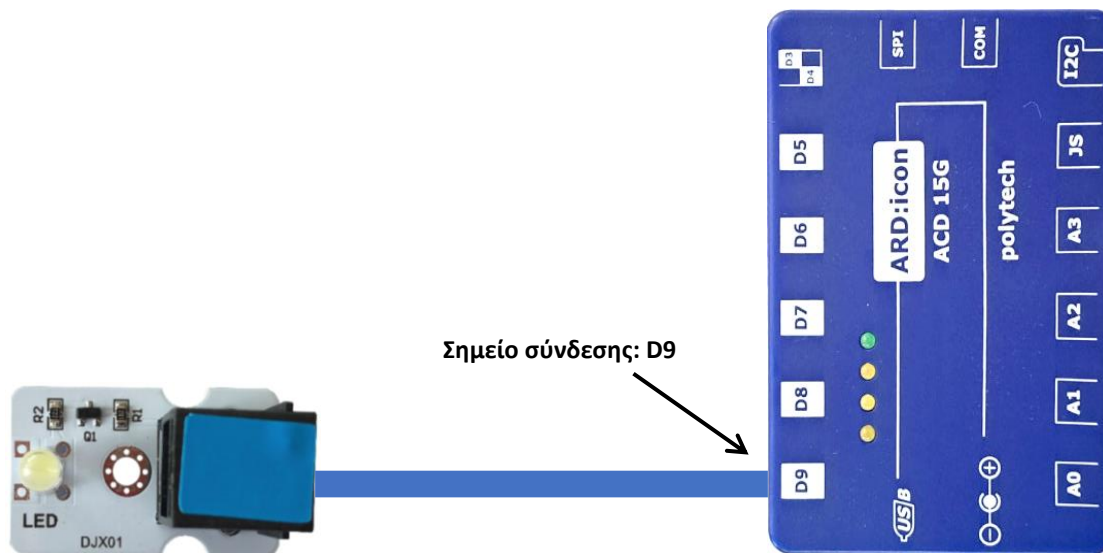 D3
D4
SPI
COM
I2C
D5
JS
ARD:icon
ACD 15G
polytech
D6
A3
D7
A2
Σημείο σύνδεσης: D9
D8
A1
D9
USB
A0
R2
R1
Q1
LED
DJX01